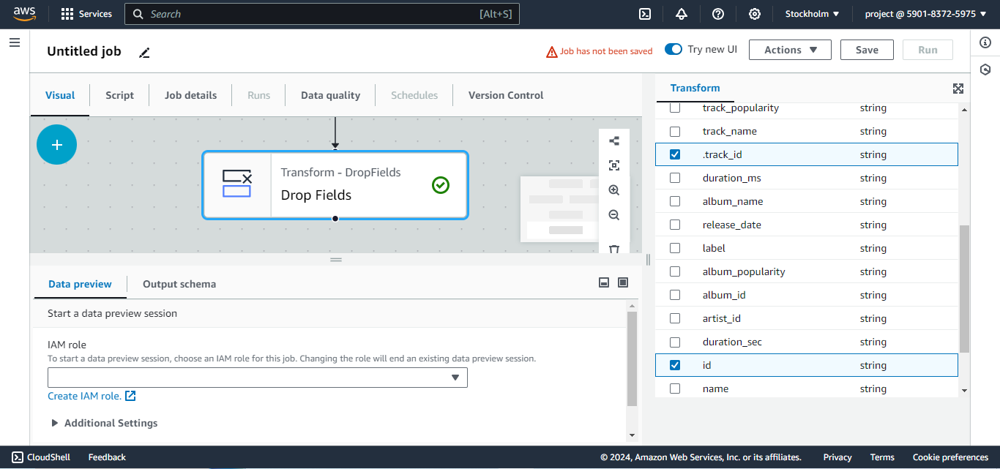 aws Services Search [Alt+S] Stockholm ▼ project @ 5901-8372-5975 ▼
Untitled job Job has not been saved Try new UI Actions ▼ Save Run
Visual Script Job details Runs Data quality Schedules Version Control
Transform - DropFields
Drop Fields
Data preview Output schema
Start a data preview session
IAM role
To start a data preview session, choose an IAM role for this job. Changing the role will end an existing data preview session.
Create IAM role.
Additional Settings
Transform
track_popularity string
track_name string
.track_id string
duration_ms string
album_name string
release_date string
label string
album_popularity string
album_id string
artist_id string
duration_sec string
id string
name string
CloudShell Feedback © 2024, Amazon Web Services, Inc. or its affiliates. Privacy Terms Cookie preferences